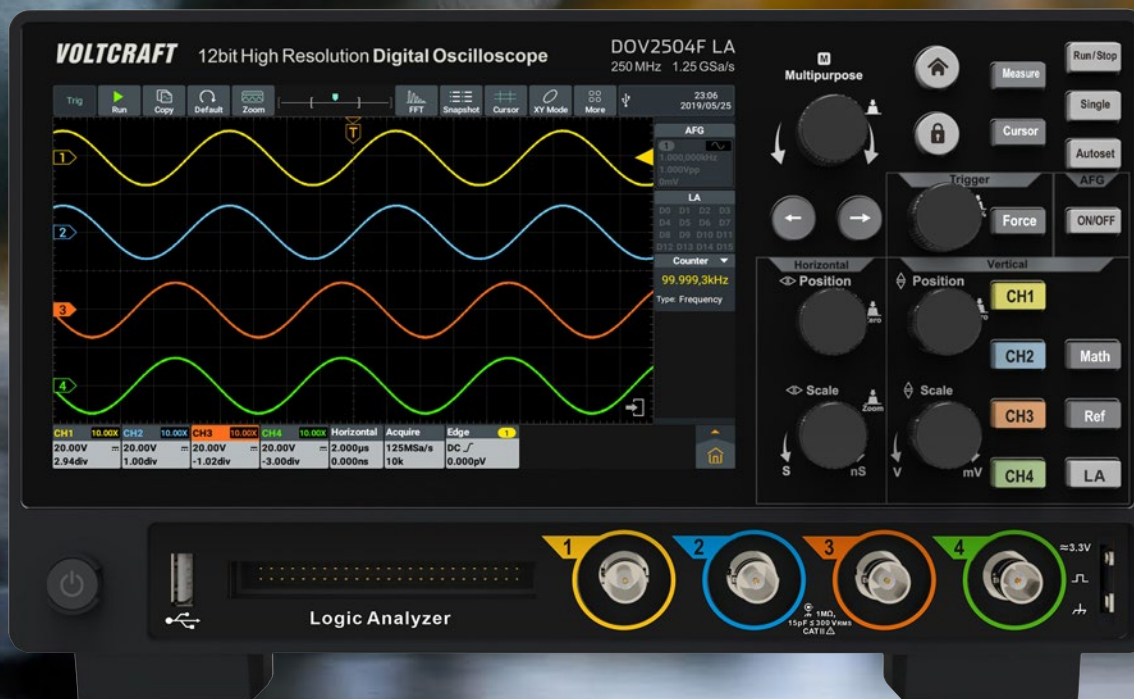 VOLTCRAFT 12bit High Resolution Digital Oscilloscope
DOV2504F LA
250 MHz 1.25 GSa/s
Trig Run Copy Default Zoom FFT Snapshot Cursor XY Mode More
23:06
2019/05/25
T
1
2
3
4
AFG
1
1.000,000kHz
1.000Vpp
0mV
LA
D0 D1 D2 D3
D4 D5 D6 D7
D8 D9 D10 D11
D12 D13 D14 D15
Counter
99.999,3kHz
Type: Frequency
CH1 10.00X CH2 10.00X CH3 10.00X CH4 10.00X Horizontal Acquire Edge 1
20.00V 20.00V 20.00V 20.00V 2.000μs 125MSa/s DC
2.94div 1.00div -1.02div -3.00div 0.000ns 10k 0.000pV
M
Multipurpose
Measure
Cursor
Run/Stop
Single
Autoset
Trigger
Force
AFG
ON/OFF
Horizontal
Position
Zero
Scale
Zoom
S nS
Vertical
Position
Scale
V mV
CH1
CH2
CH3
CH4
Math
Ref
LA
Logic Analyzer
1
2
3
4
1MΩ,
15pF ≤ 300 VRMS
CAT II
≈3.3V